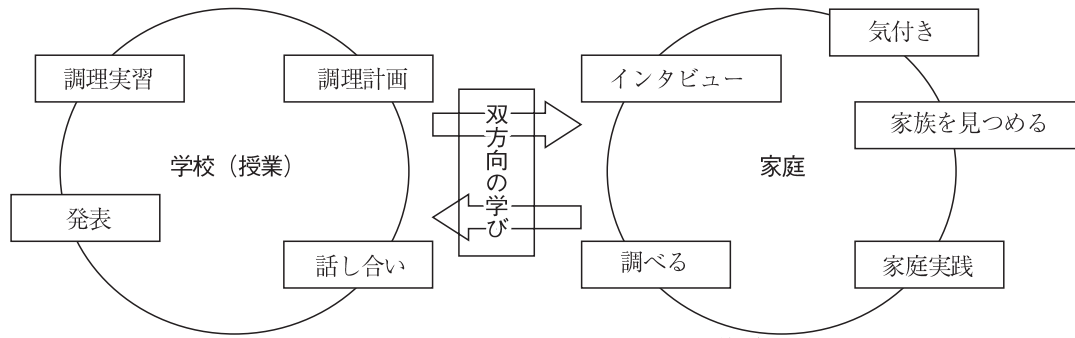 調理実習
調理計画
学校（授業）
発表
話し合い
双方向の学び
インタビュー
気付き
家族を見つめる
家庭
調べる
家庭実践